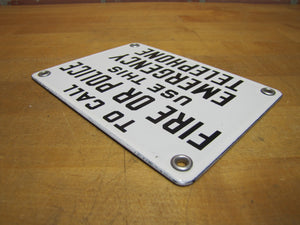 TO CALL
FIRE OR POLICE
USE THIS
EMERGENCY
TELEPHONE